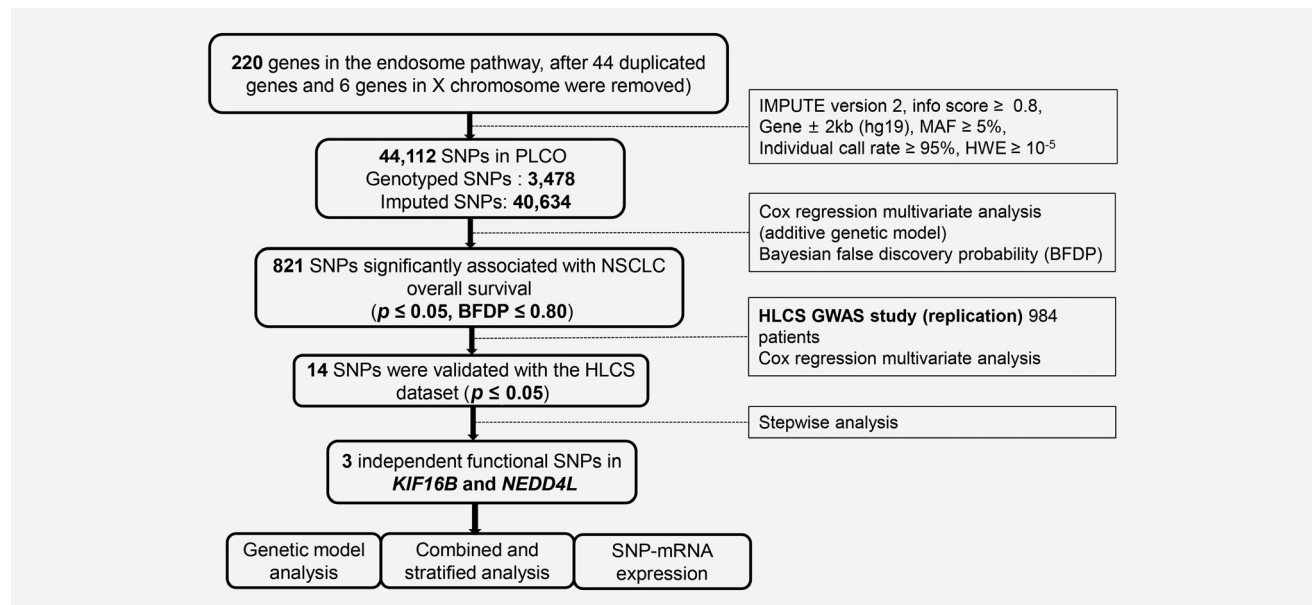 220 genes in the endosome pathway, after 44 duplicated
genes and 6 genes in X chromosome were removed)
IMPUTE version 2, info score ≥ 0.8,
Gene ± 2kb (hg19), MAF ≥ 5%,
Individual call rate ≥ 95%, HWE ≥ 10-5
44,112 SNPs in PLCO
Genotyped SNPs : 3,478
Imputed SNPs: 40,634
Cox regression multivariate analysis
(additive genetic model)
Bayesian false discovery probability (BFDP)
821 SNPs significantly associated with NSCLC
overall survival
(p ≤ 0.05, BFDP ≤ 0.80)
HLCS GWAS study (replication) 984
patients
Cox regression multivariate analysis
14 SNPs were validated with the HLCS
dataset (p ≤ 0.05)
Stepwise analysis
3 independent functional SNPs in
KIF16B and NEDD4L
Genetic model
analysis
Combined and
stratified analysis
SNP-mRNA
expression